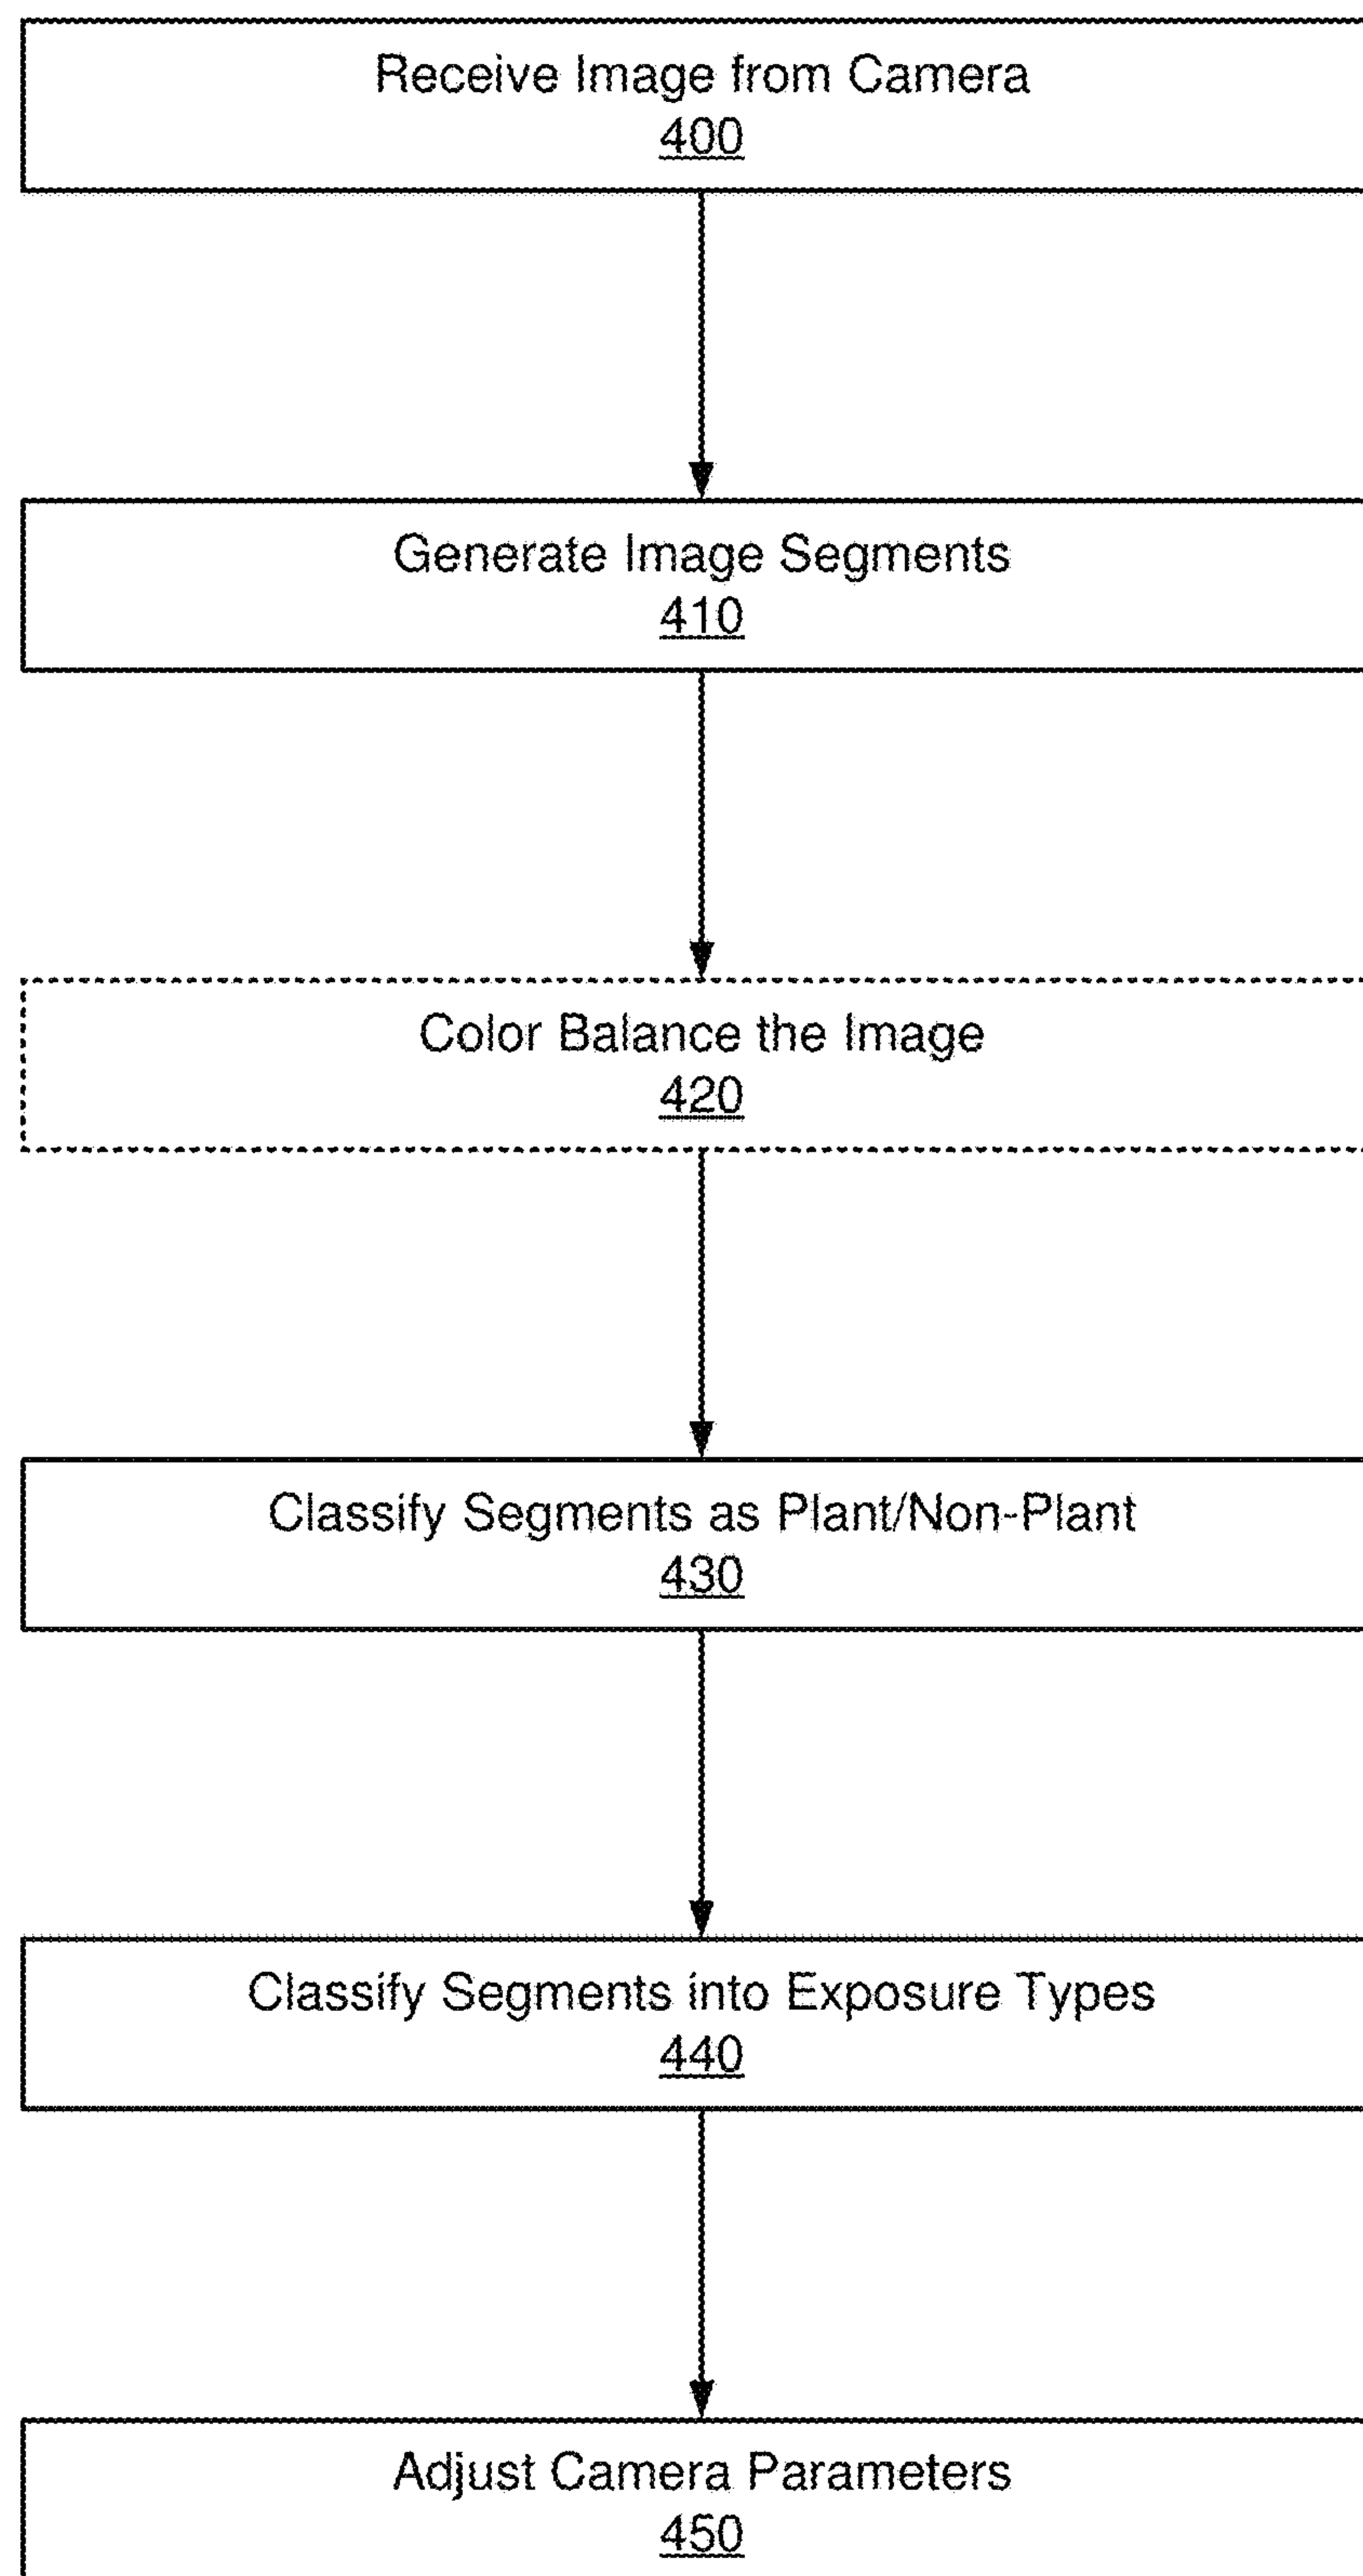 Receive Image from Camera
400
Generate Image Segments
410
Color Balance the Image
420
Classify Segments as Plant/Non-Plant
430
Classify Segments into Exposure Types
440
Adjust Camera Parameters
450